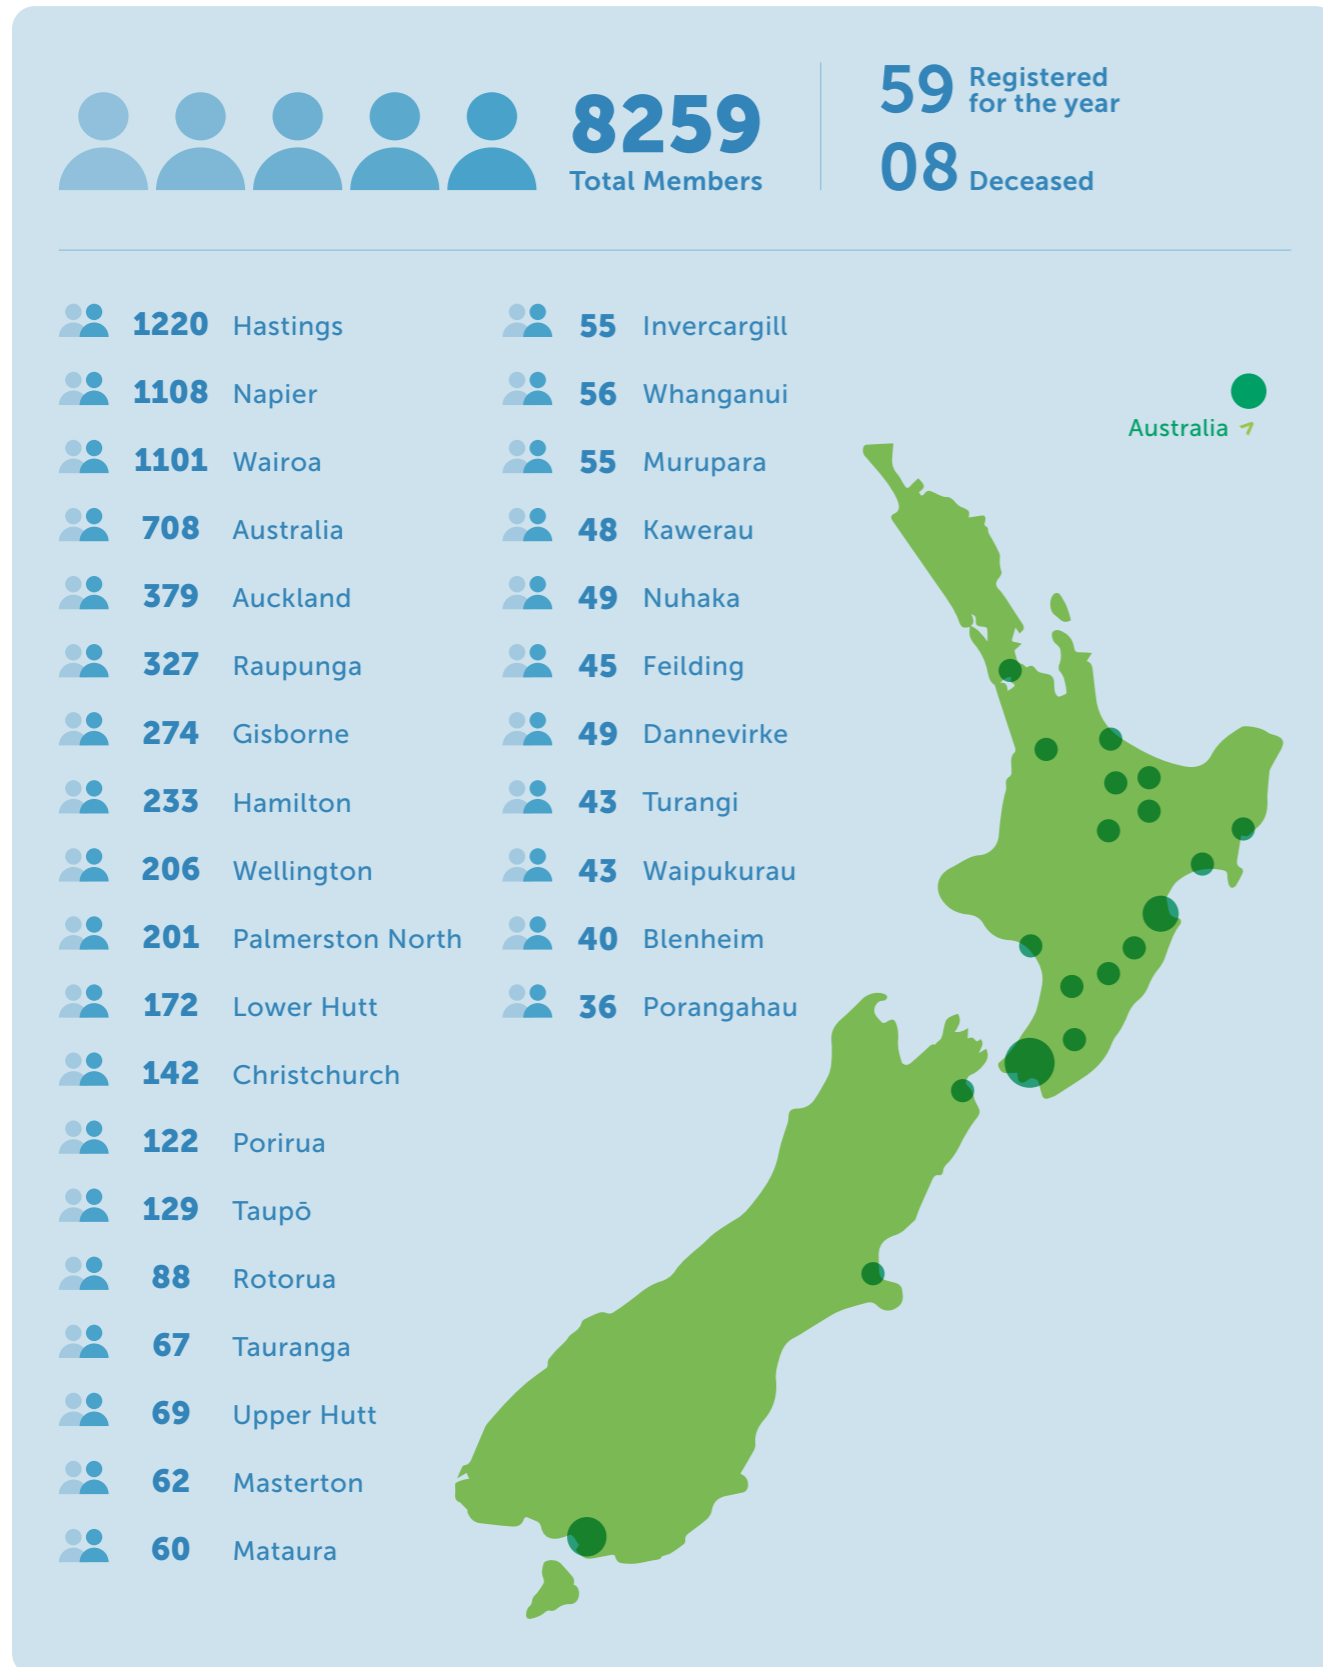 8259
Total Members
59 Registered
for the year
08 Deceased
1220 Hastings
1108 Napier
1101 Wairoa
708 Australia
379 Auckland
327 Raupunga
274 Gisborne
233 Hamilton
206 Wellington
201 Palmerston North
172 Lower Hutt
142 Christchurch
122 Porirua
129 Taupō
88 Rotorua
67 Tauranga
69 Upper Hutt
62 Masterton
60 Mataura
55 Invercargill
56 Whanganui
55 Murupara
48 Kawerau
49 Nuhaka
45 Feilding
49 Dannevirke
43 Turangi
43 Waipukurau
40 Blenheim
36 Porangahau
Australia